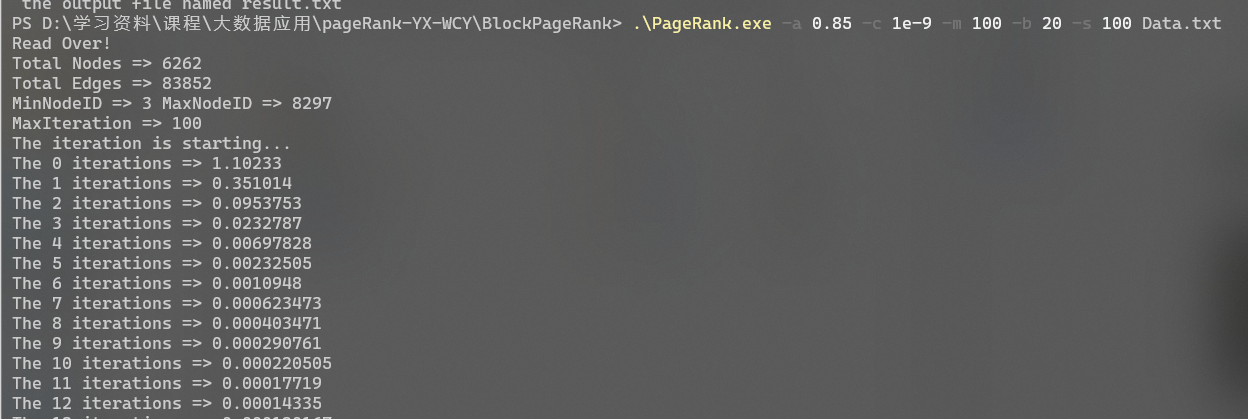 the output file named result.txt
PS D:\学习资料\课程\大数据应用\pageRank-YX-WCY\BlockPageRank> .\PageRank.exe -a 0.85 -c 1e-9 -m 100 -b 20 -s 100 Data.txt
Read Over!
Total Nodes => 6262
Total Edges => 83852
MinNodeID => 3 MaxNodeID => 8297
MaxIteration => 100
The iteration is starting...
The 0 iterations => 1.10233
The 1 iterations => 0.351014
The 2 iterations => 0.0953753
The 3 iterations => 0.0232787
The 4 iterations => 0.00697828
The 5 iterations => 0.00232505
The 6 iterations => 0.0010948
The 7 iterations => 0.000623473
The 8 iterations => 0.000403471
The 9 iterations => 0.000290761
The 10 iterations => 0.000220505
The 11 iterations => 0.00017719
The 12 iterations => 0.00014335